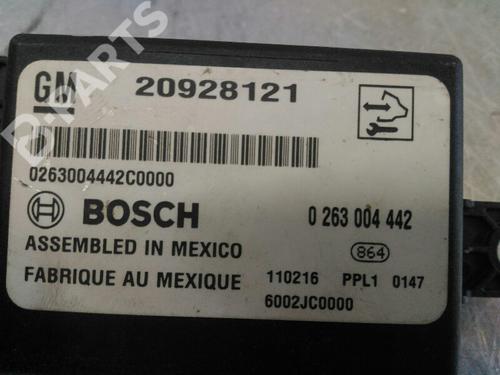 B-PARTS
GM 20928121
0263004442C0000
BOSCH 0 263 004 442
ASSEMBLED IN MEXICO 864
FABRIQUE AU MEXIQUE 110216 PPL1 0147
6002JC0000